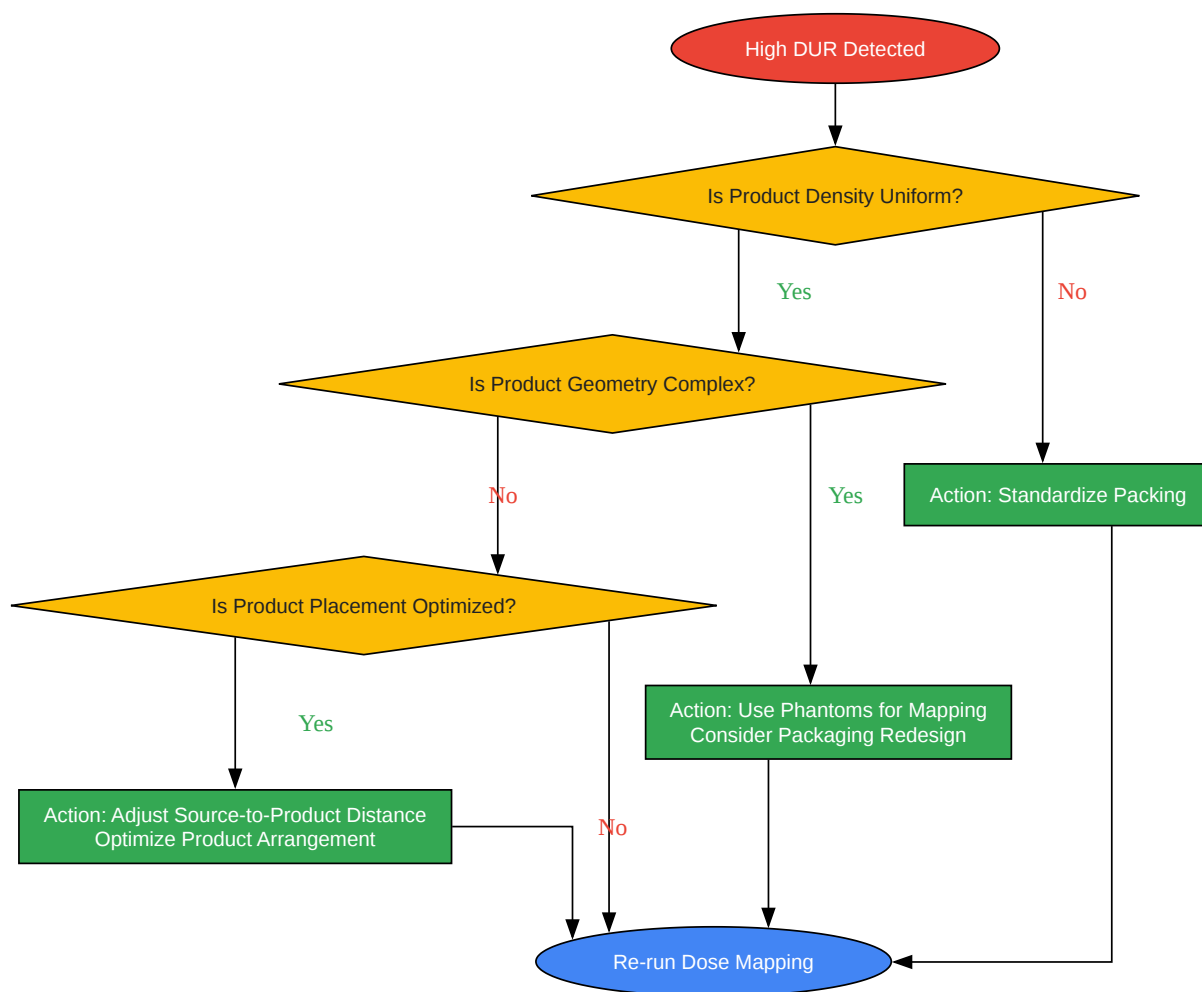 High DUR Detected
Is Product Density Uniform?
Yes
No
Is Product Geometry Complex?
No
Yes
Action: Standardize Packing
Is Product Placement Optimized?
Yes
Action: Use Phantoms for Mapping
Consider Packaging Redesign
Action: Adjust Source-to-Product Distance
Optimize Product Arrangement
No
Re-run Dose Mapping